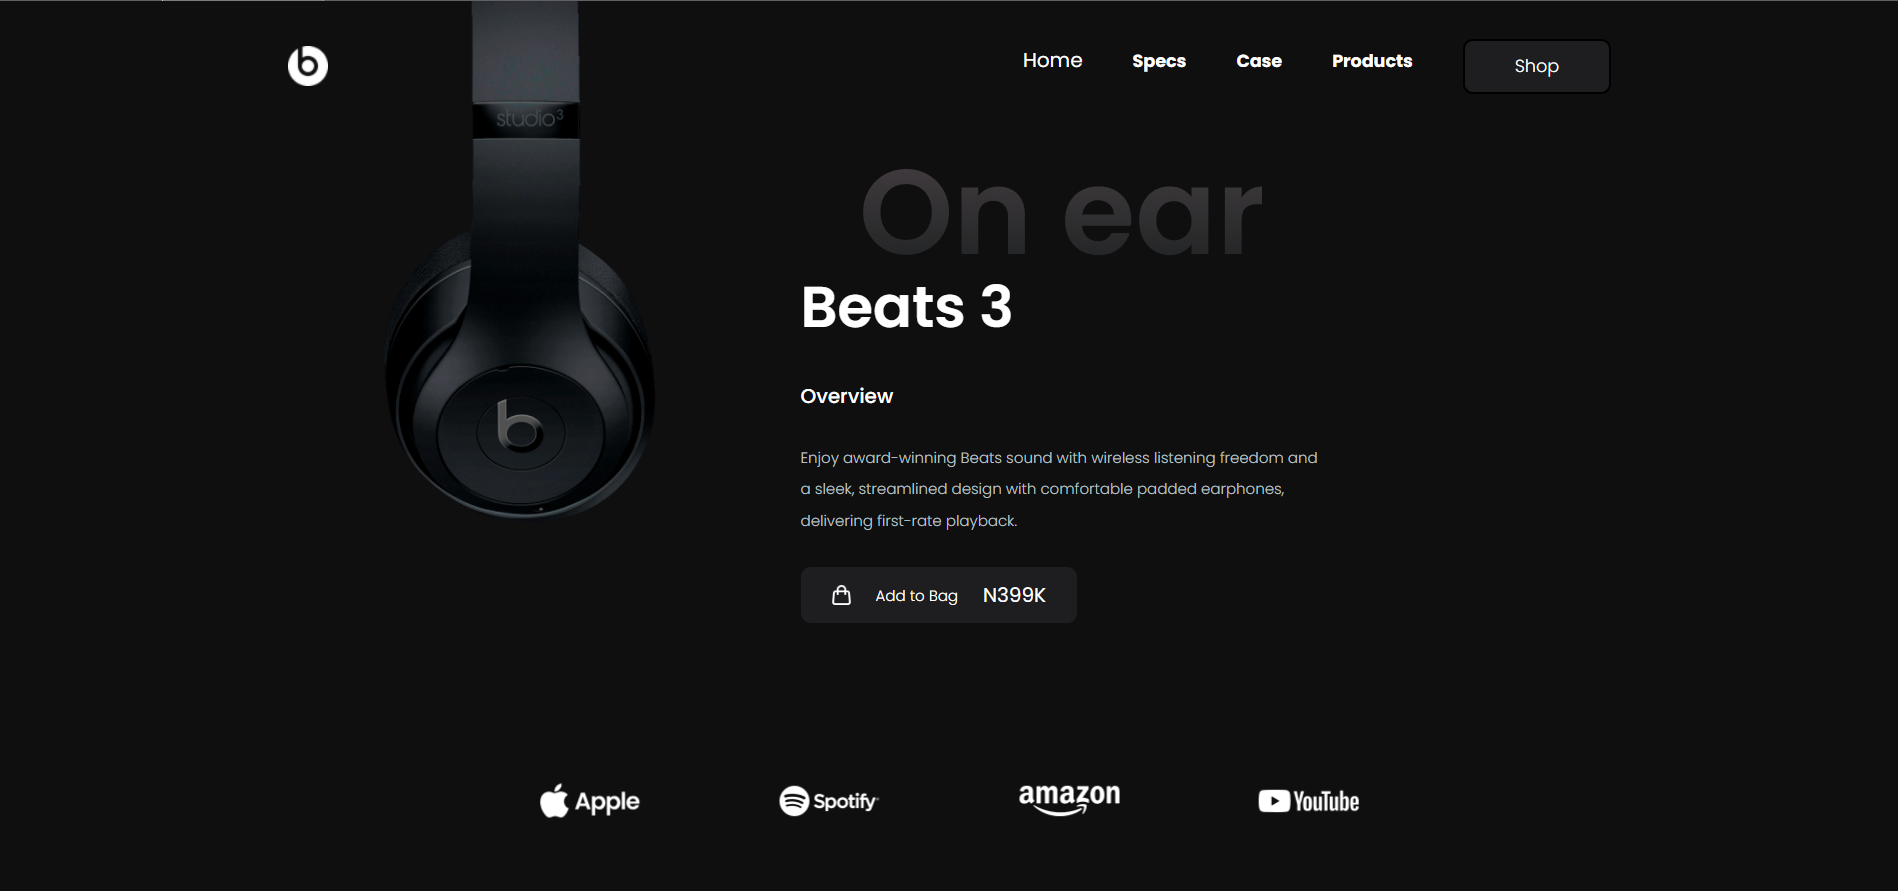 Home
Specs
Case
Products
Shop
studio3
On ear
Beats 3
Overview
Enjoy award-winning Beats sound with wireless listening freedom and
a sleek, streamlined design with comfortable padded earphones,
delivering first-rate playback.
Add to Bag N399K
Apple
Spotify
amazon
YouTube